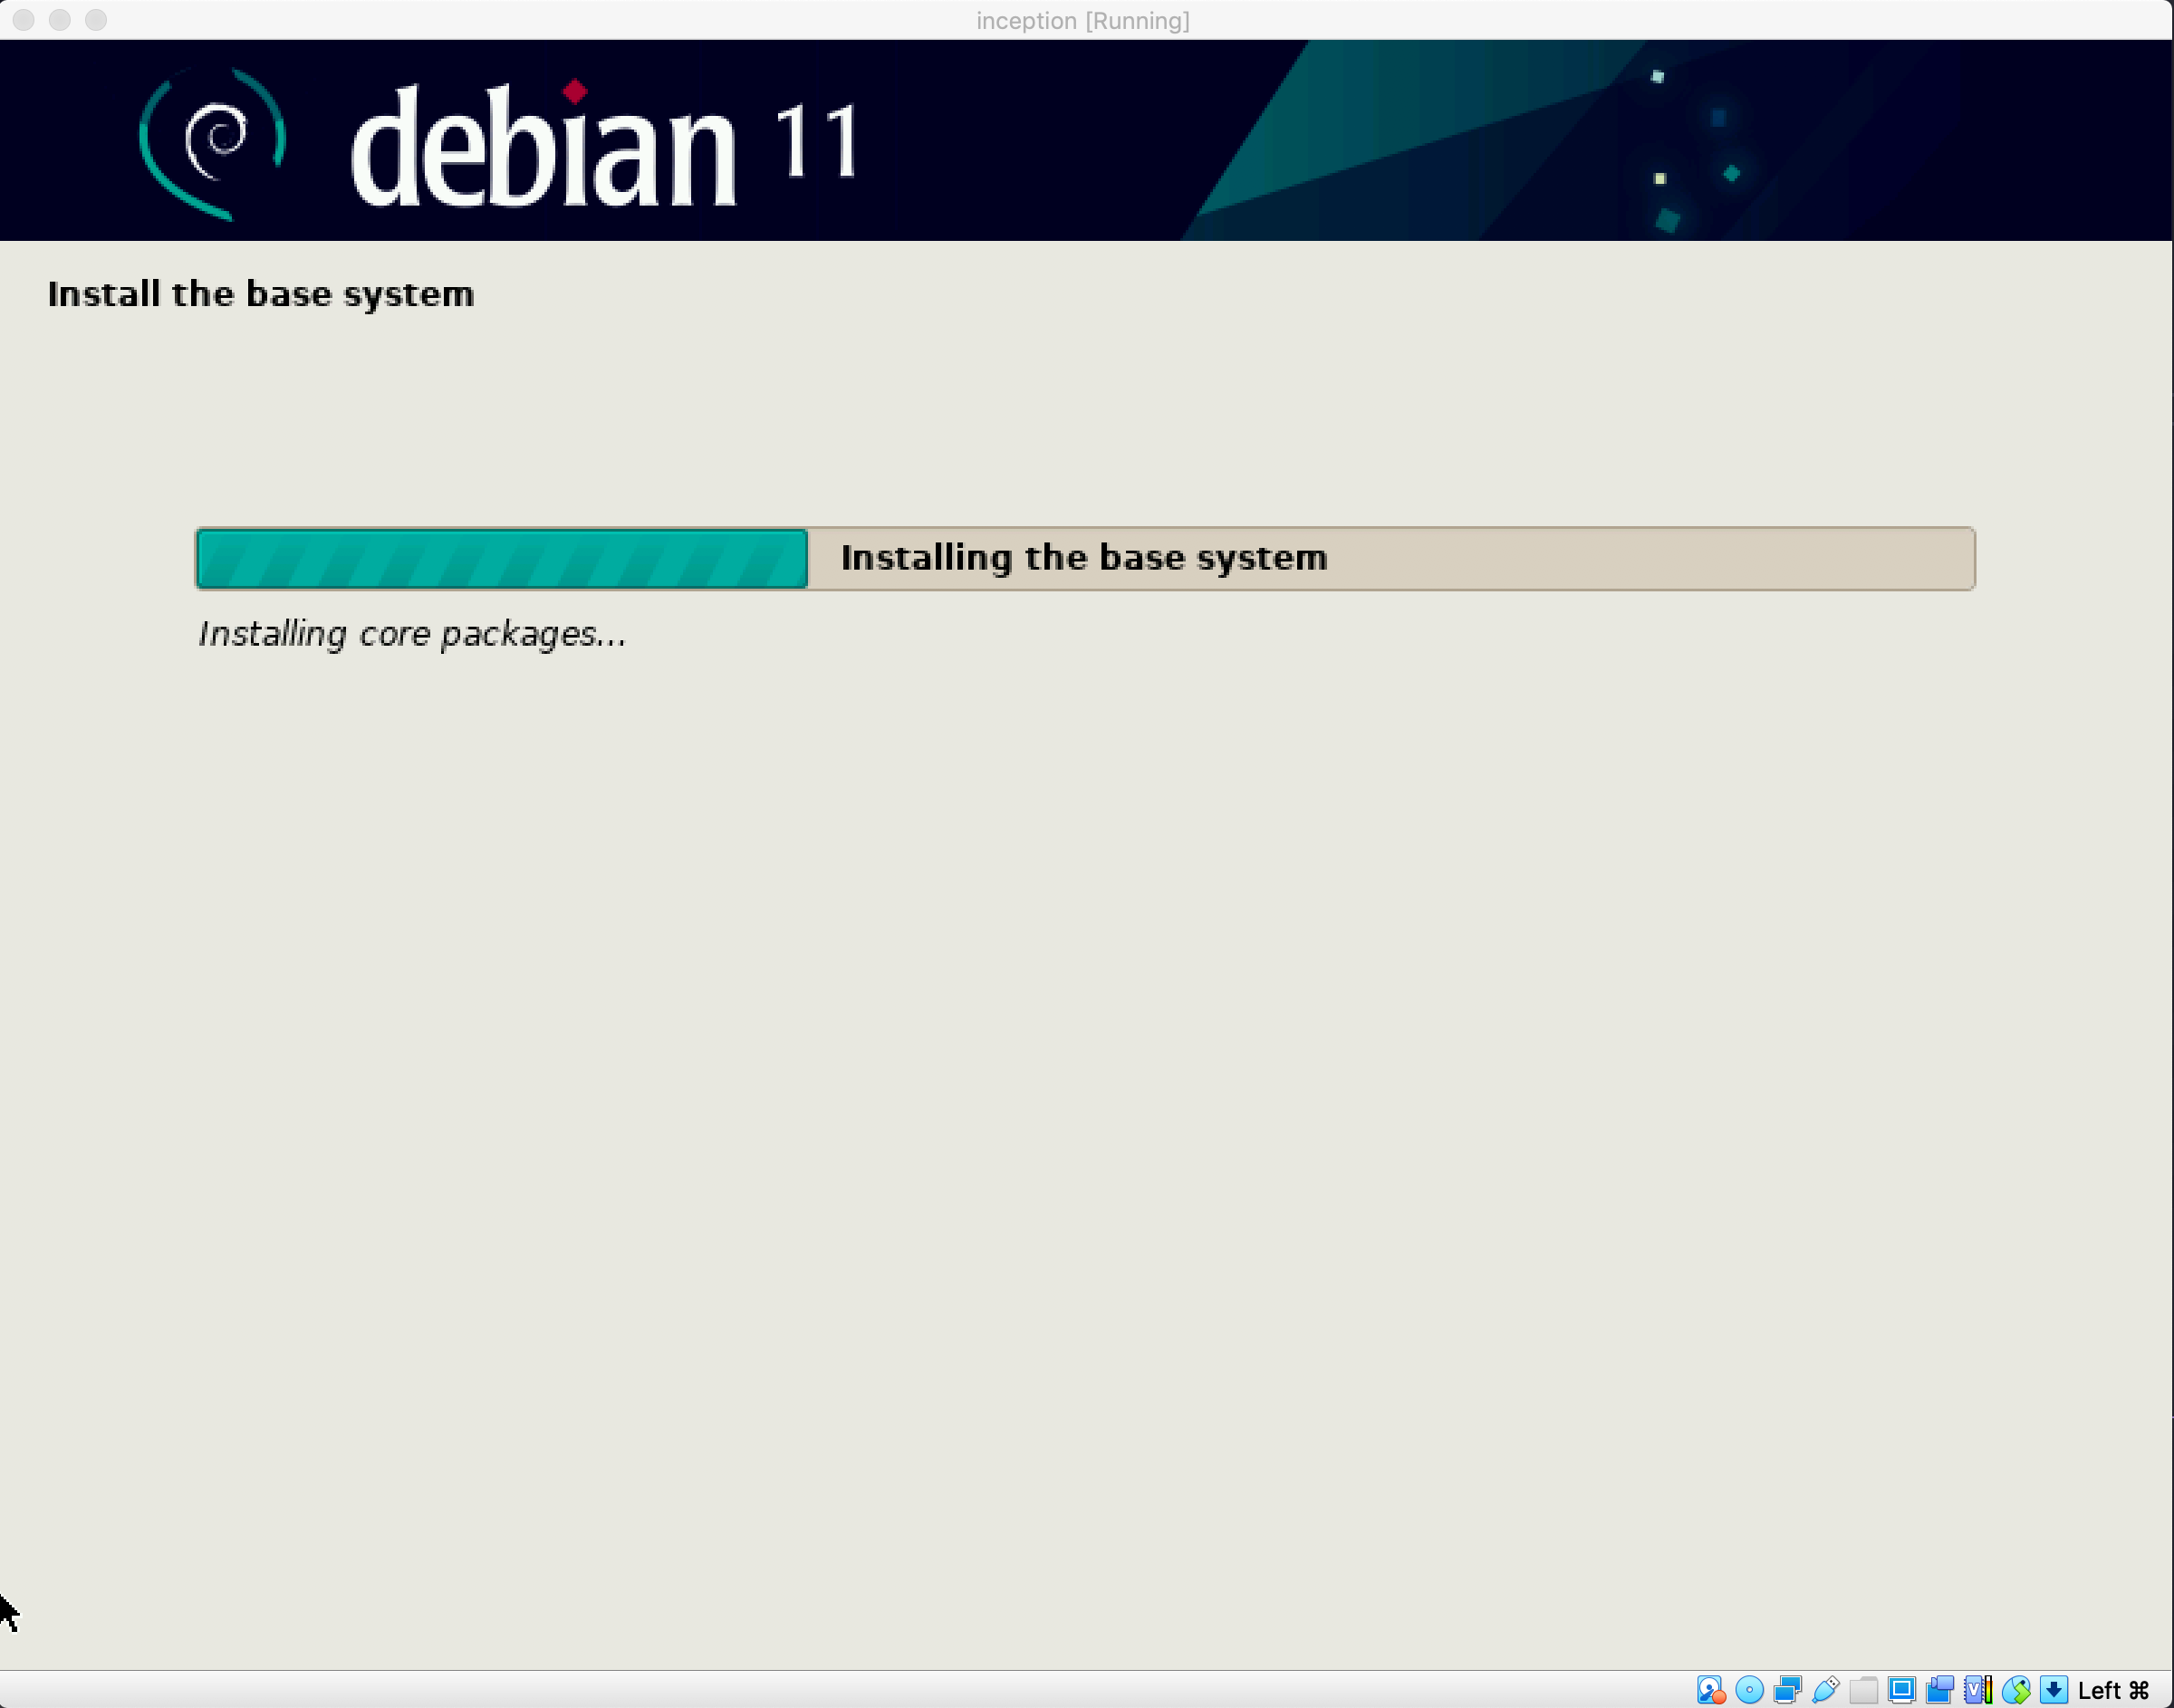 inception [Running]
debian 11
Install the base system
Installing the base system
Installing core packages...
Left ⌘